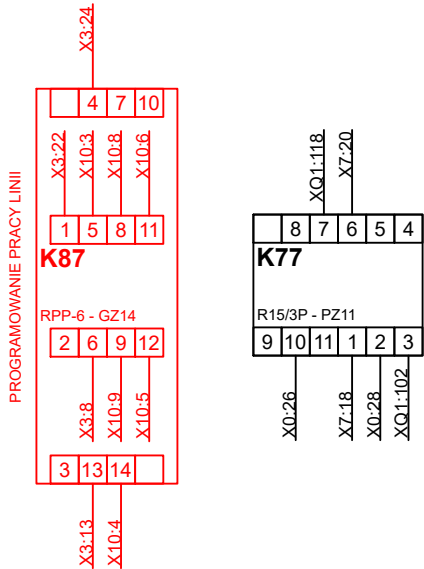 PROGRAMOWANIE PRACY LINII
X3:24
4 7 10
X3:22
X10:3
X10:8
X10:6
1 5 8 11
K87
RPP-6 - GZ14
2 6 9 12
X3:8
X10:9
X10:5
3 13 14
X3:13
X10:4
XQ1:118
X7:20
8 7 6 5 4
K77
R15/3P - PZ11
9 10 11 1 2 3
X0:26
X7:18
X0:28
XQ1:102